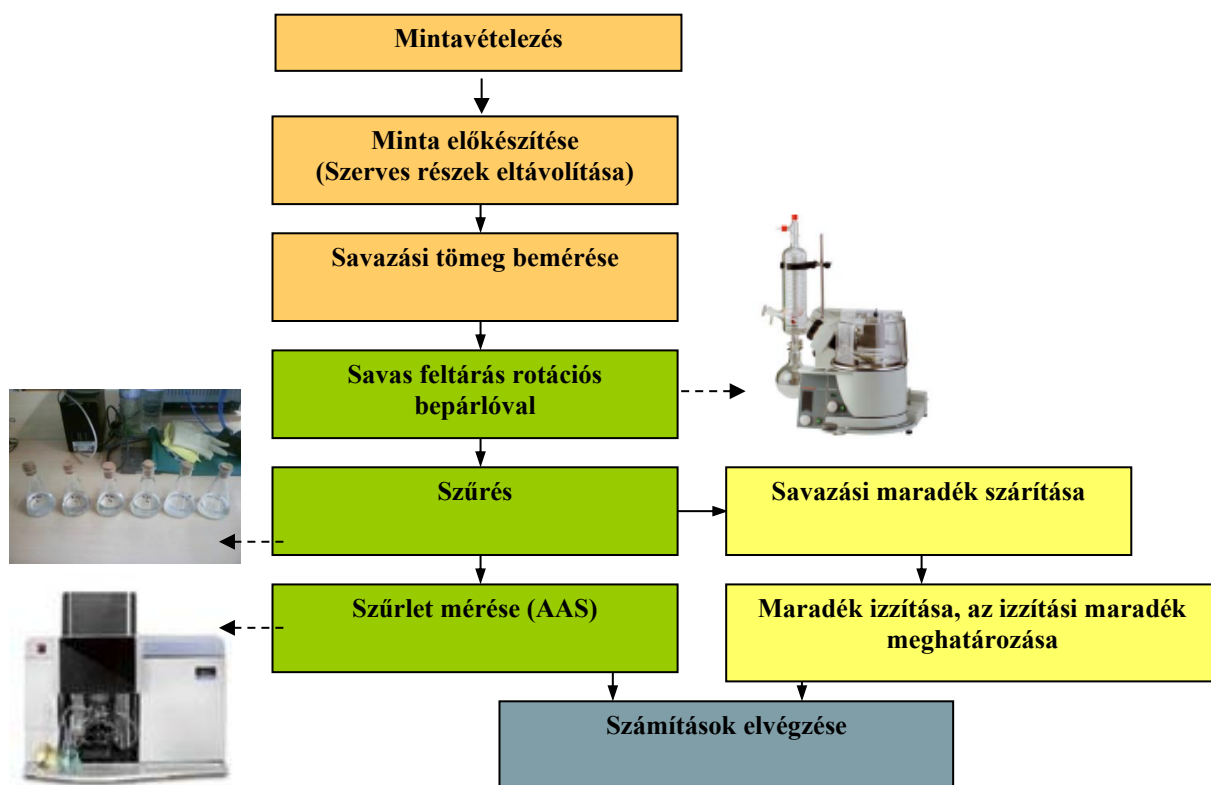 Mintavételezés
Minta előkészítése
(Szerves részek eltávolítása)
Savazási tömeg bemérése
Savas feltárás rotációs
bepárlóval
Szűrés
Savazási maradék szárítása
Szűrlet mérése (AAS)
Maradék izzítása, az izzítási maradék
meghatározása
Számítások elvégzése